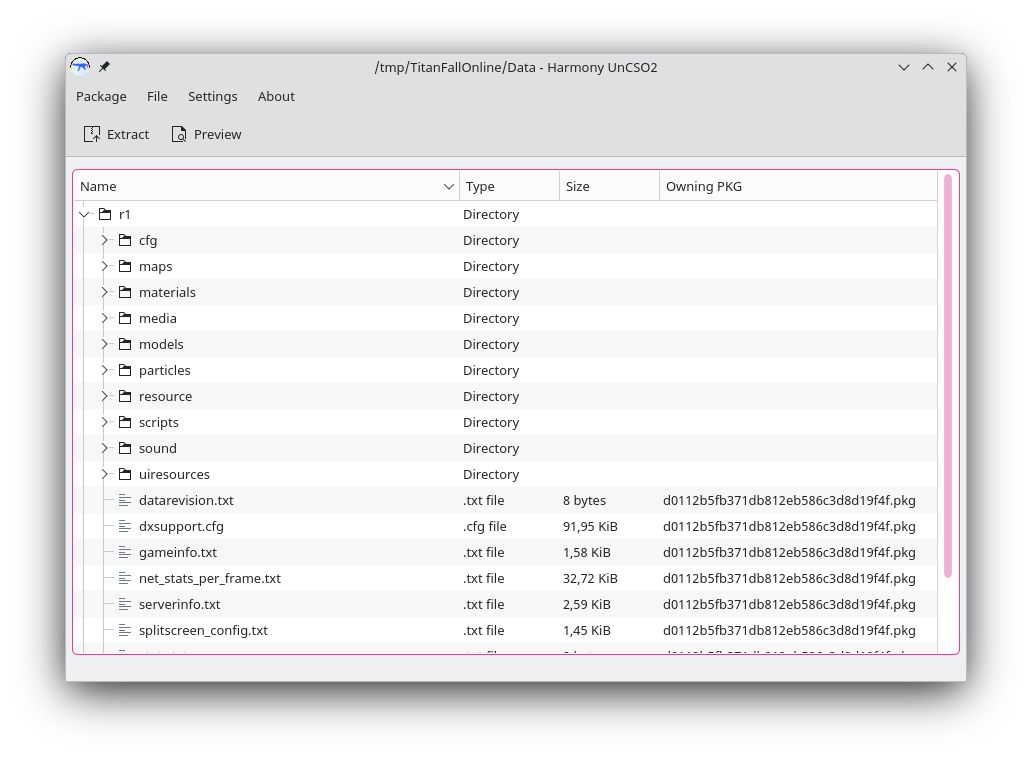 /tmp/TitanFallOnline/Data - Harmony UnCSO2
Package File Settings About
Extract Preview
Name Type Size Owning PKG
r1 Directory
cfg Directory
maps Directory
materials Directory
media Directory
models Directory
particles Directory
resource Directory
scripts Directory
sound Directory
uiresources Directory
datarevision.txt .txt file 8 bytes d0112b5fb371db812eb586c3d8d19f4f.pkg
dxsupport.cfg .cfg file 91,95 KiB d0112b5fb371db812eb586c3d8d19f4f.pkg
gameinfo.txt .txt file 1,58 KiB d0112b5fb371db812eb586c3d8d19f4f.pkg
net_stats_per_frame.txt .txt file 32,72 KiB d0112b5fb371db812eb586c3d8d19f4f.pkg
serverinfo.txt .txt file 2,59 KiB d0112b5fb371db812eb586c3d8d19f4f.pkg
splitscreen_config.txt .txt file 1,45 KiB d0112b5fb371db812eb586c3d8d19f4f.pkg